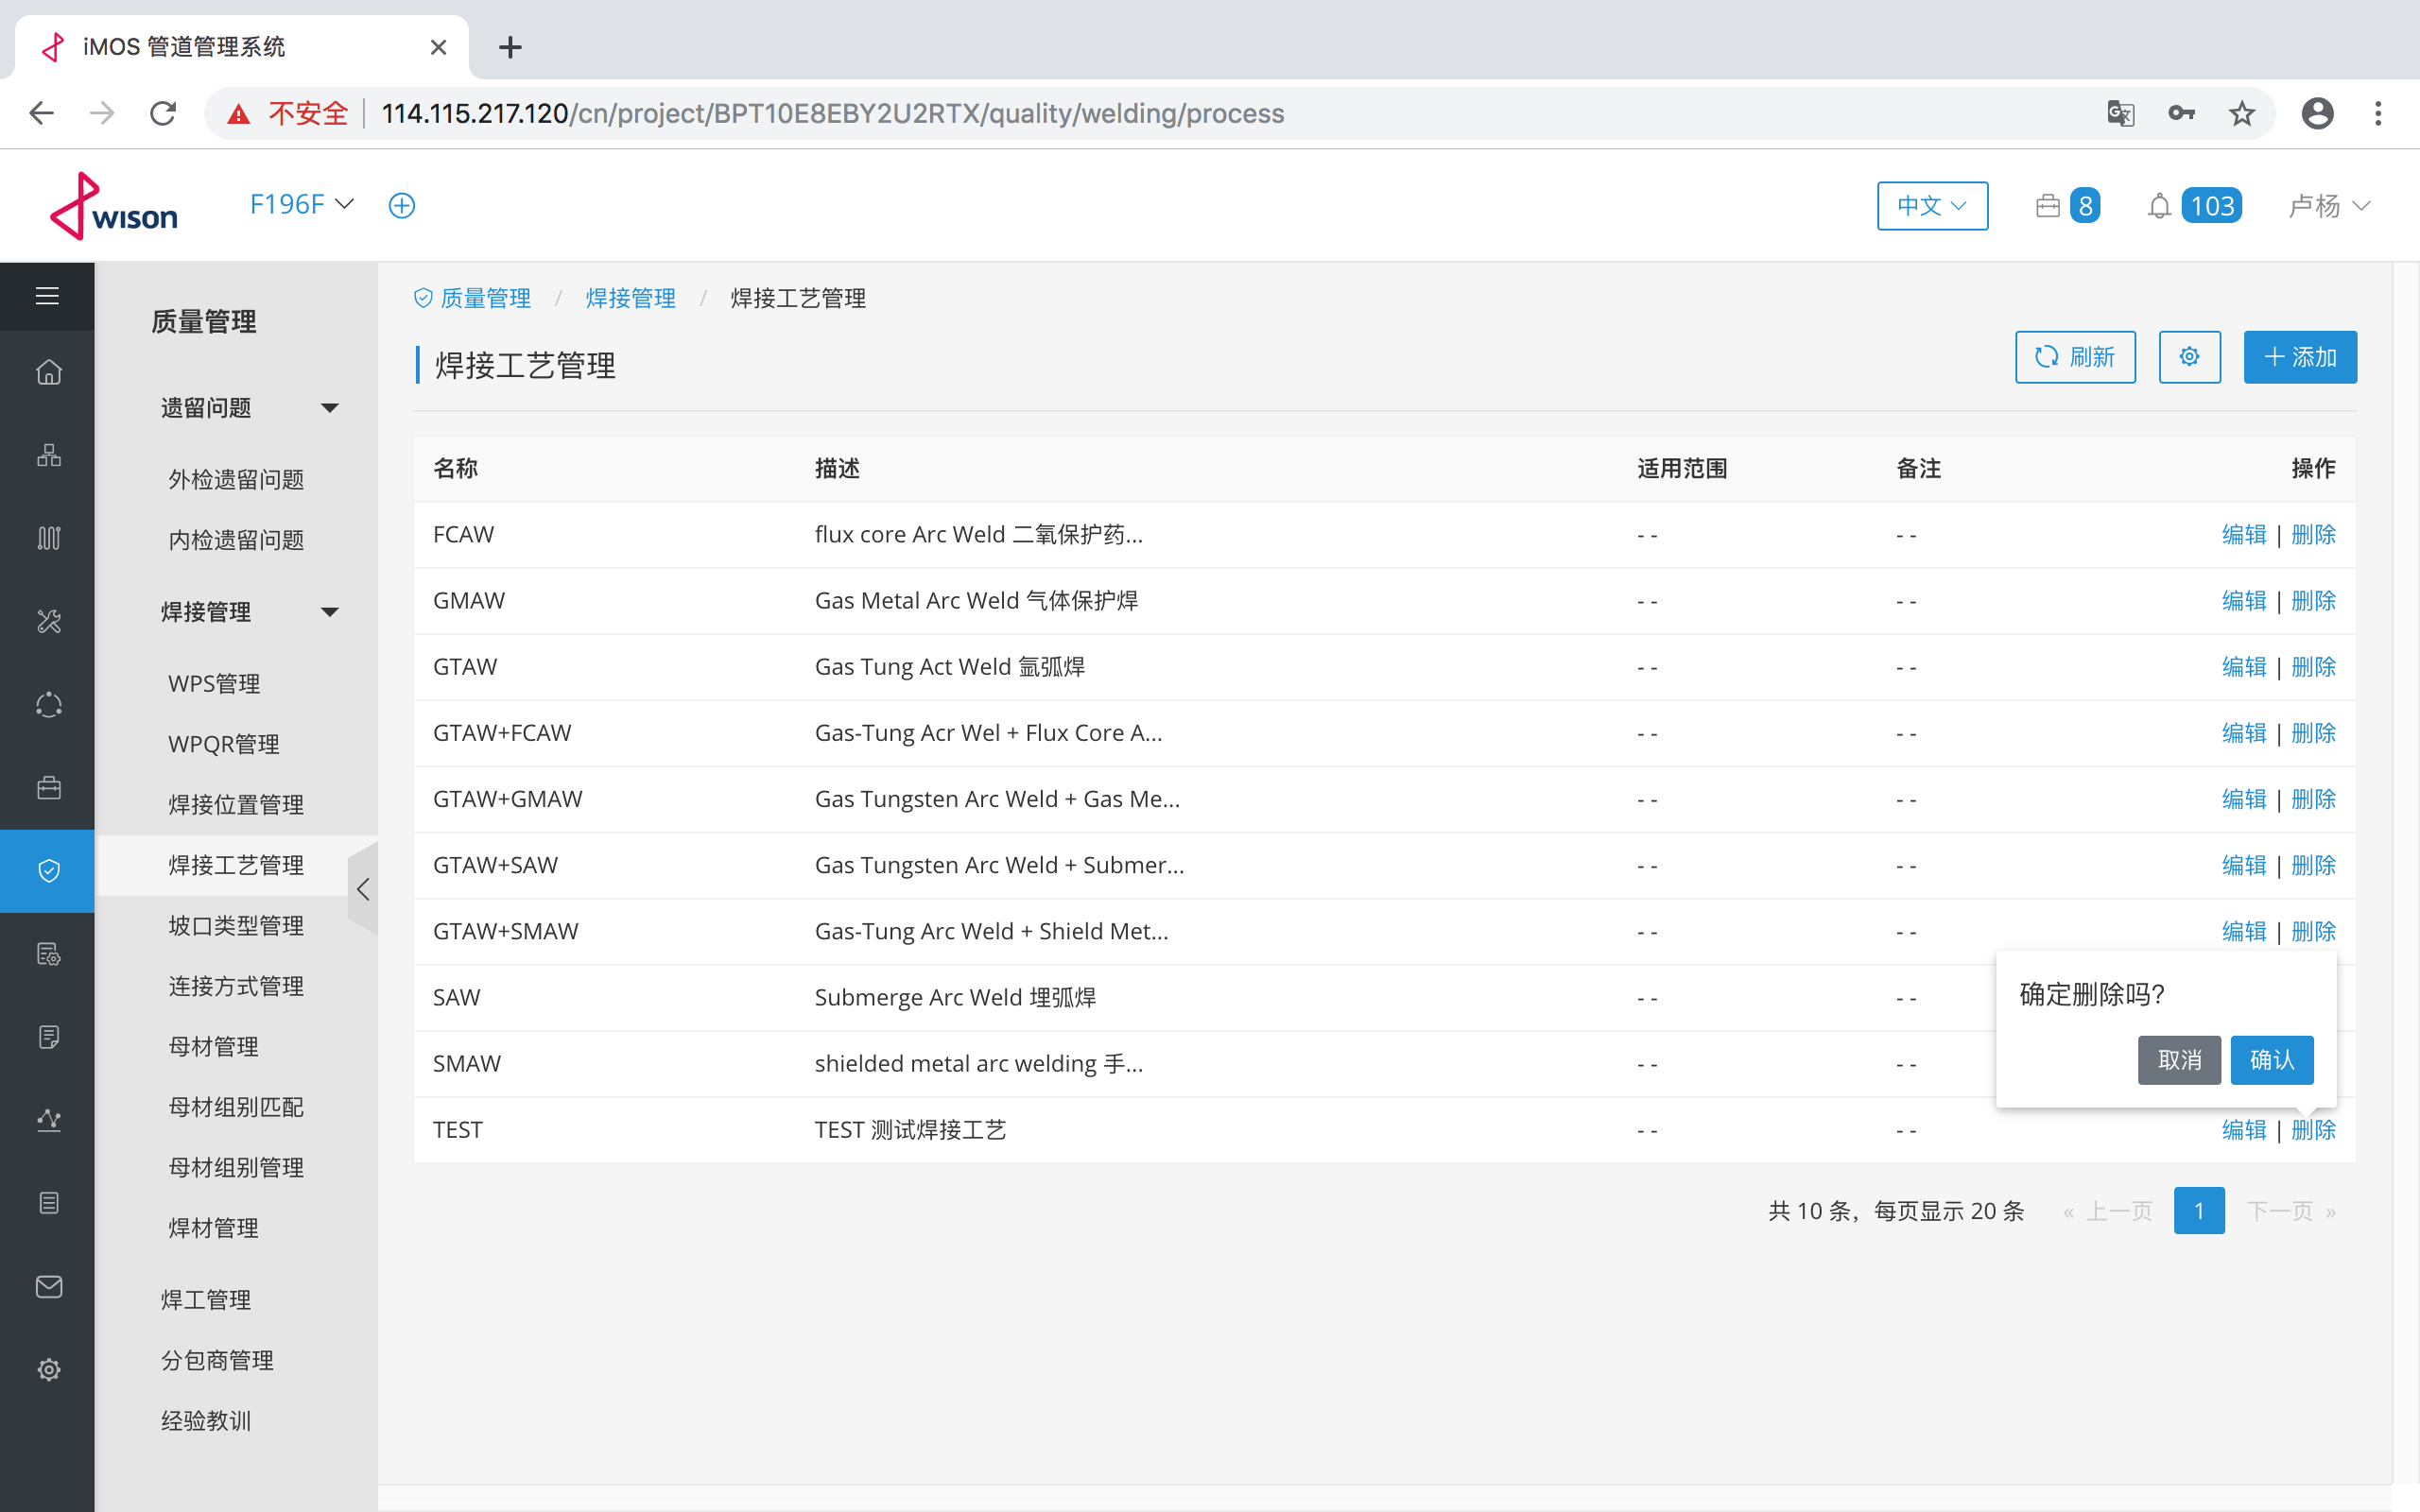 iMOS 管道管理系统
不安全
114.115.217.120/cn/project/BPT10E8EBY2U2RTX/quality/welding/process
wison
F196F
中文
8
103
卢杨
质量管理
遗留问题
外检遗留问题
内检遗留问题
焊接管理
WPS管理
WPQR管理
焊接位置管理
焊接工艺管理
坡口类型管理
连接方式管理
母材管理
母材组别匹配
母材组别管理
焊材管理
焊工管理
分包商管理
经验教训
质量管理 / 焊接管理 / 焊接工艺管理
焊接工艺管理
刷新
添加
名称 描述 适用范围 备注 操作
FCAW flux core Arc Weld 二氧保护药... - - - - 编辑 | 删除
GMAW Gas Metal Arc Weld 气体保护焊 - - - - 编辑 | 删除
GTAW Gas Tung Act Weld 氩弧焊 - - - - 编辑 | 删除
GTAW+FCAW Gas-Tung Acr Wel + Flux Core A... - - - - 编辑 | 删除
GTAW+GMAW Gas Tungsten Arc Weld + Gas Me... - - - - 编辑 | 删除
GTAW+SAW Gas Tungsten Arc Weld + Submer... - - - - 编辑 | 删除
GTAW+SMAW Gas-Tung Arc Weld + Shield Met... - - - - 编辑 | 删除
SAW Submerge Arc Weld 埋弧焊 - - - -
SMAW shielded metal arc welding 手... - - - -
TEST TEST 测试焊接工艺 - - - - 编辑 | 删除
确定删除吗?
取消 确认
共 10 条，每页显示 20 条 « 上一页 1 下一页 »